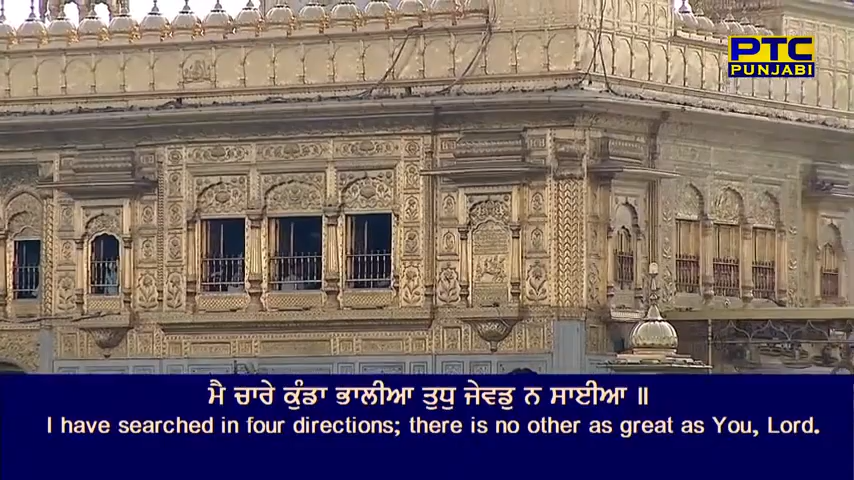 PTC
PUNJABI
ਮੈ ਚਾਰੇ ਕੁੰਡਾ ਭਾਲੀਆ ਤੁਧੁ ਜੇਵਡੁ ਨ ਸਾਈਆ ॥
I have searched in four directions; there is no other as great as You, Lord.